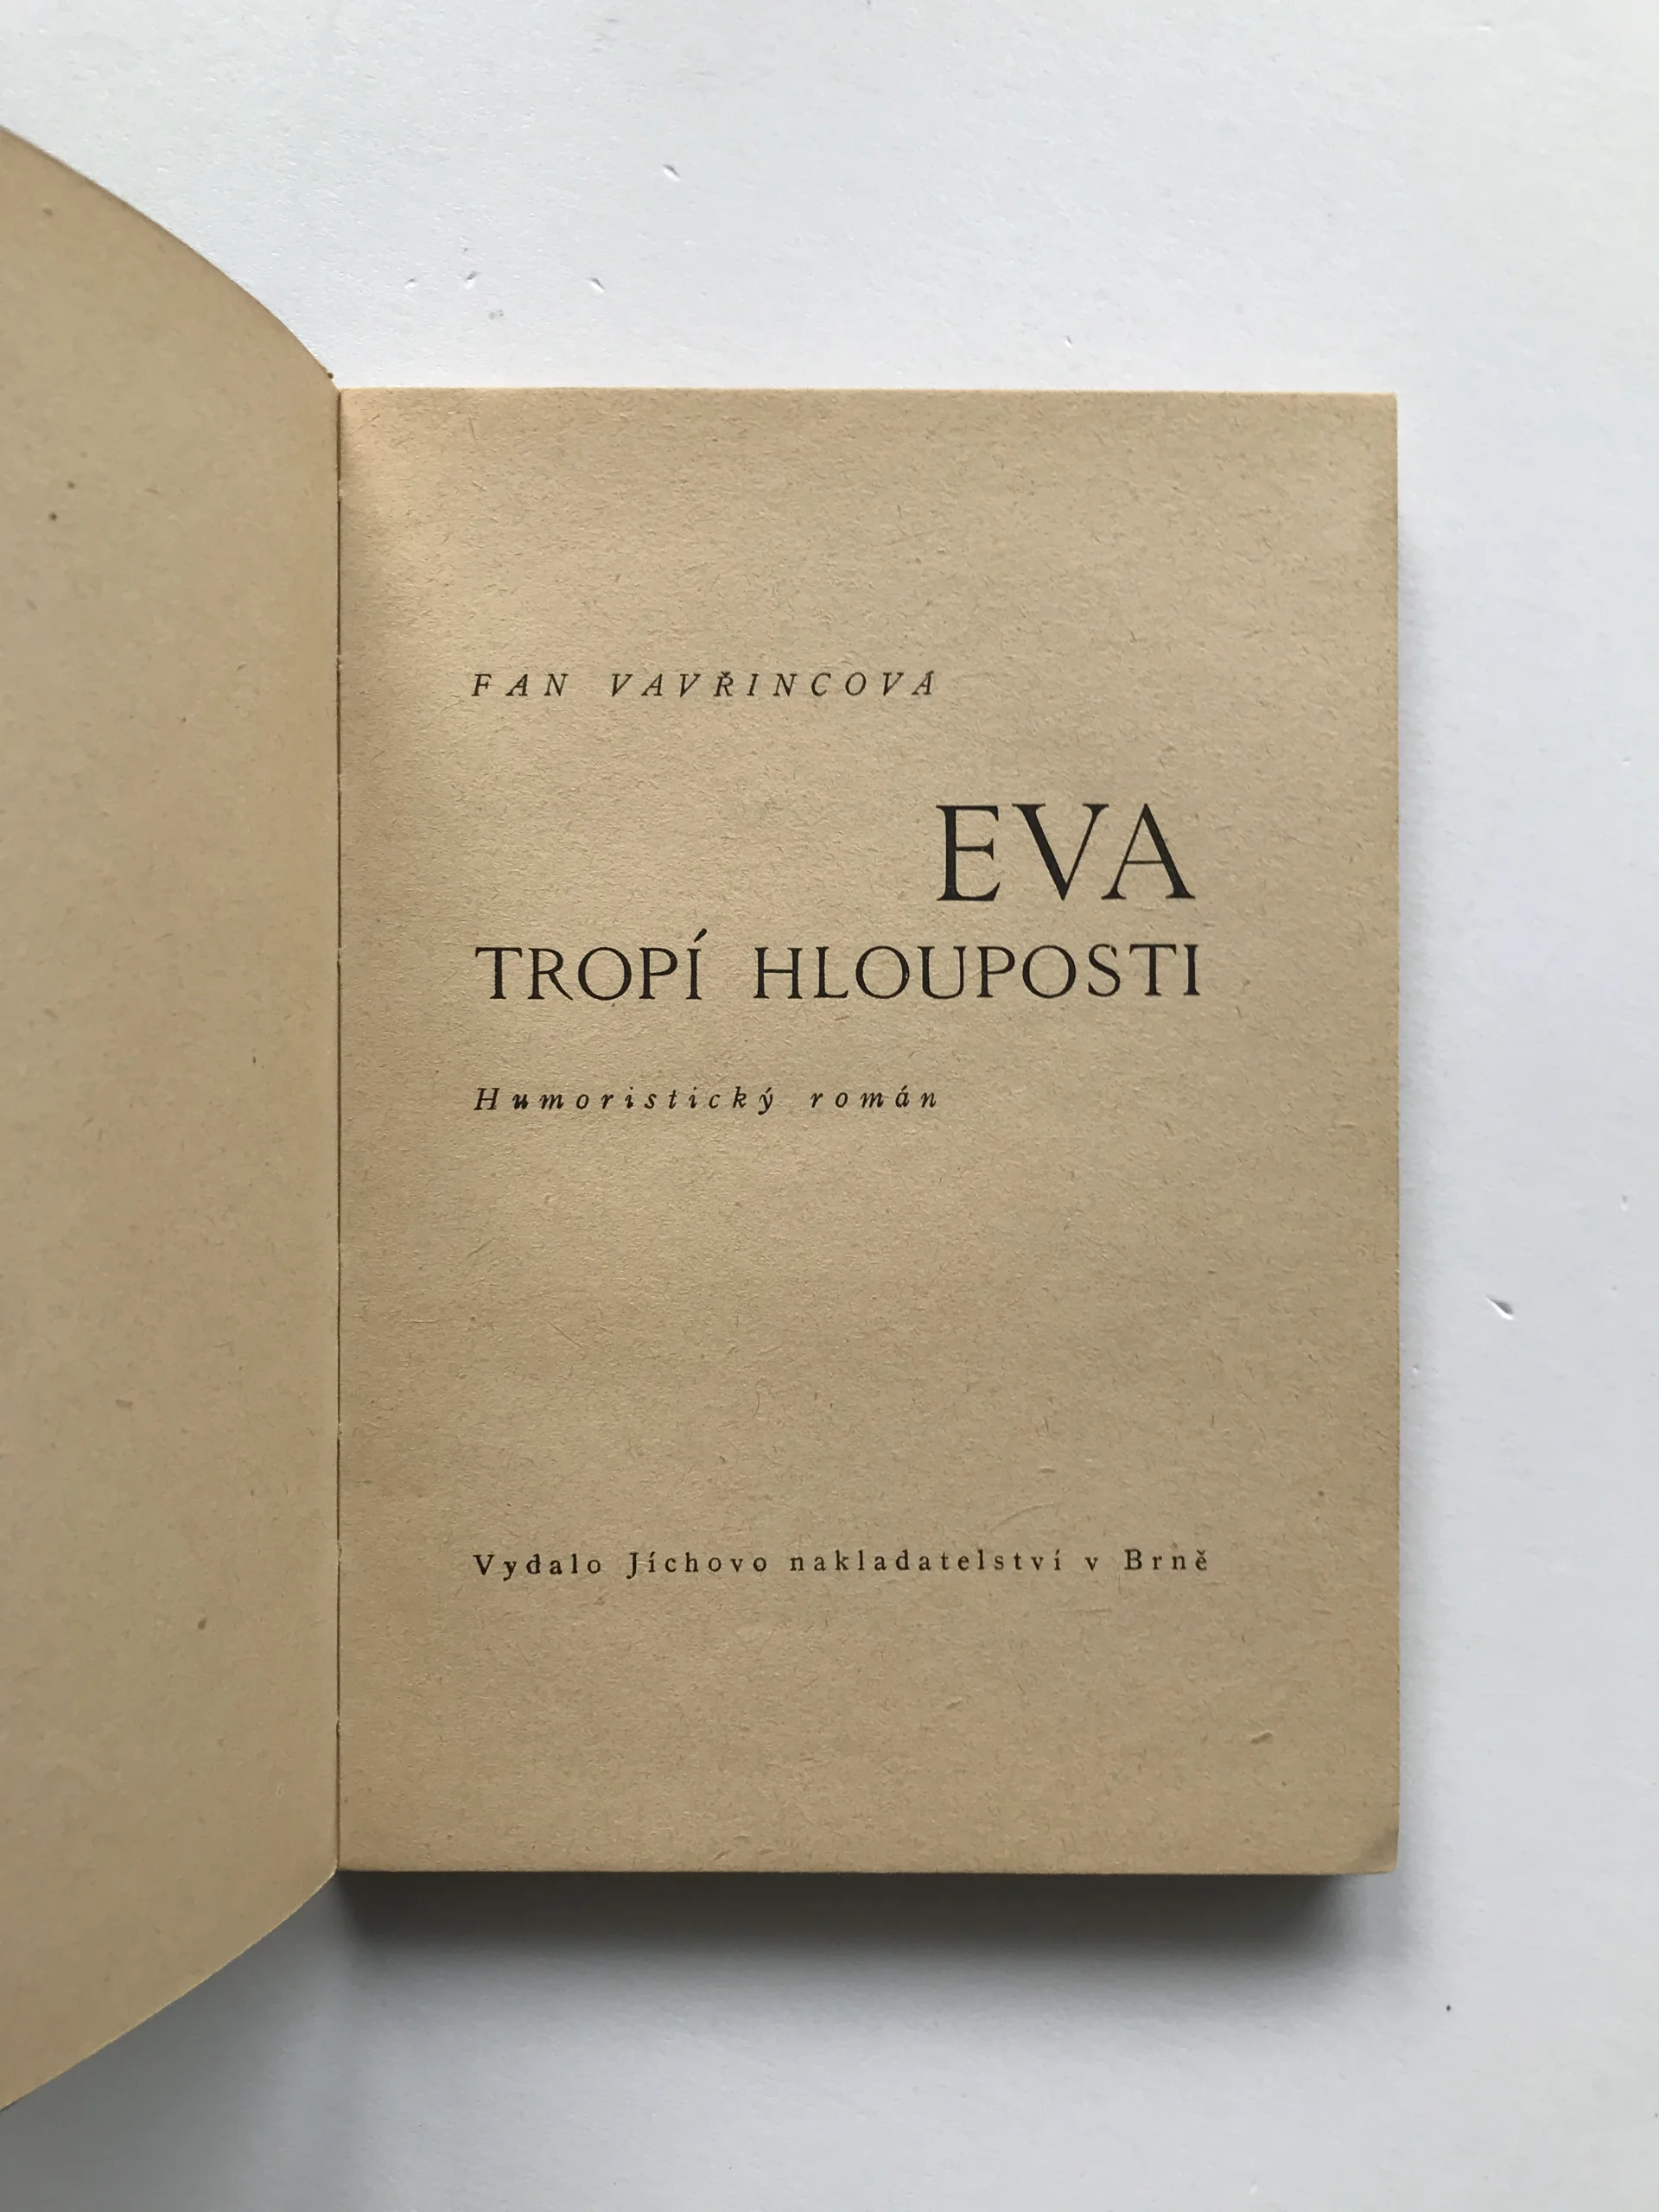 FAN VAVŘINCOVÁ
EVA
TROPÍ HLOUPOSTI
Humoristický román
Vydalo Jíchovo nakladatelství v Brně